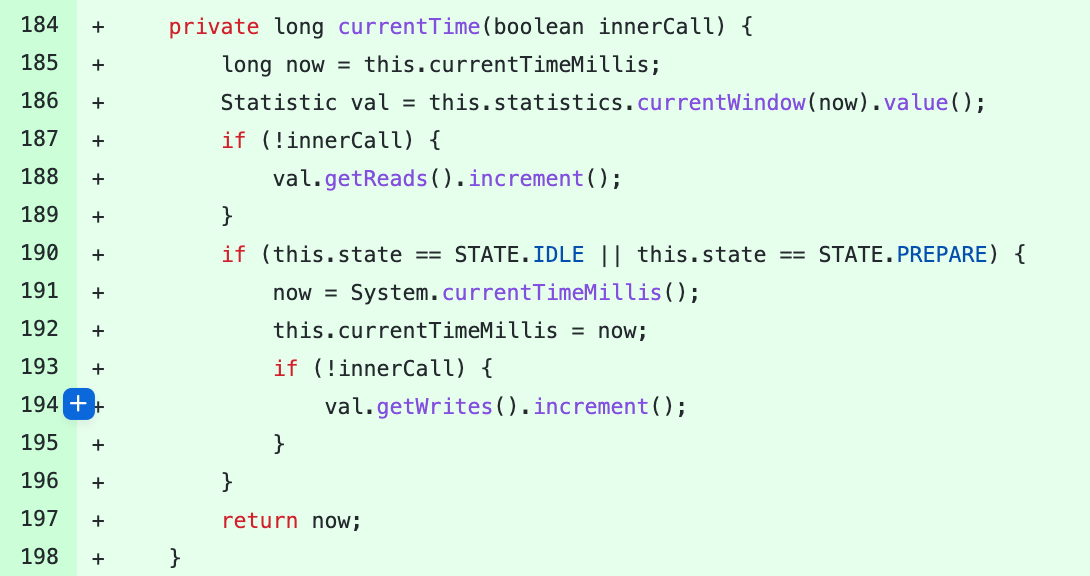 184 +     private long currentTime(boolean innerCall) {
185 +         long now = this.currentTimeMillis;
186 +         Statistic val = this.statistics.currentWindow(now).value();
187 +         if (!innerCall) {
188 +             val.getReads().increment();
189 +         }
190 +         if (this.state == STATE.IDLE || this.state == STATE.PREPARE) {
191 +             now = System.currentTimeMillis();
192 +             this.currentTimeMillis = now;
193 +             if (!innerCall) {
194 +                 val.getWrites().increment();
195 +             }
196 +         }
197 +         return now;
198 +     }